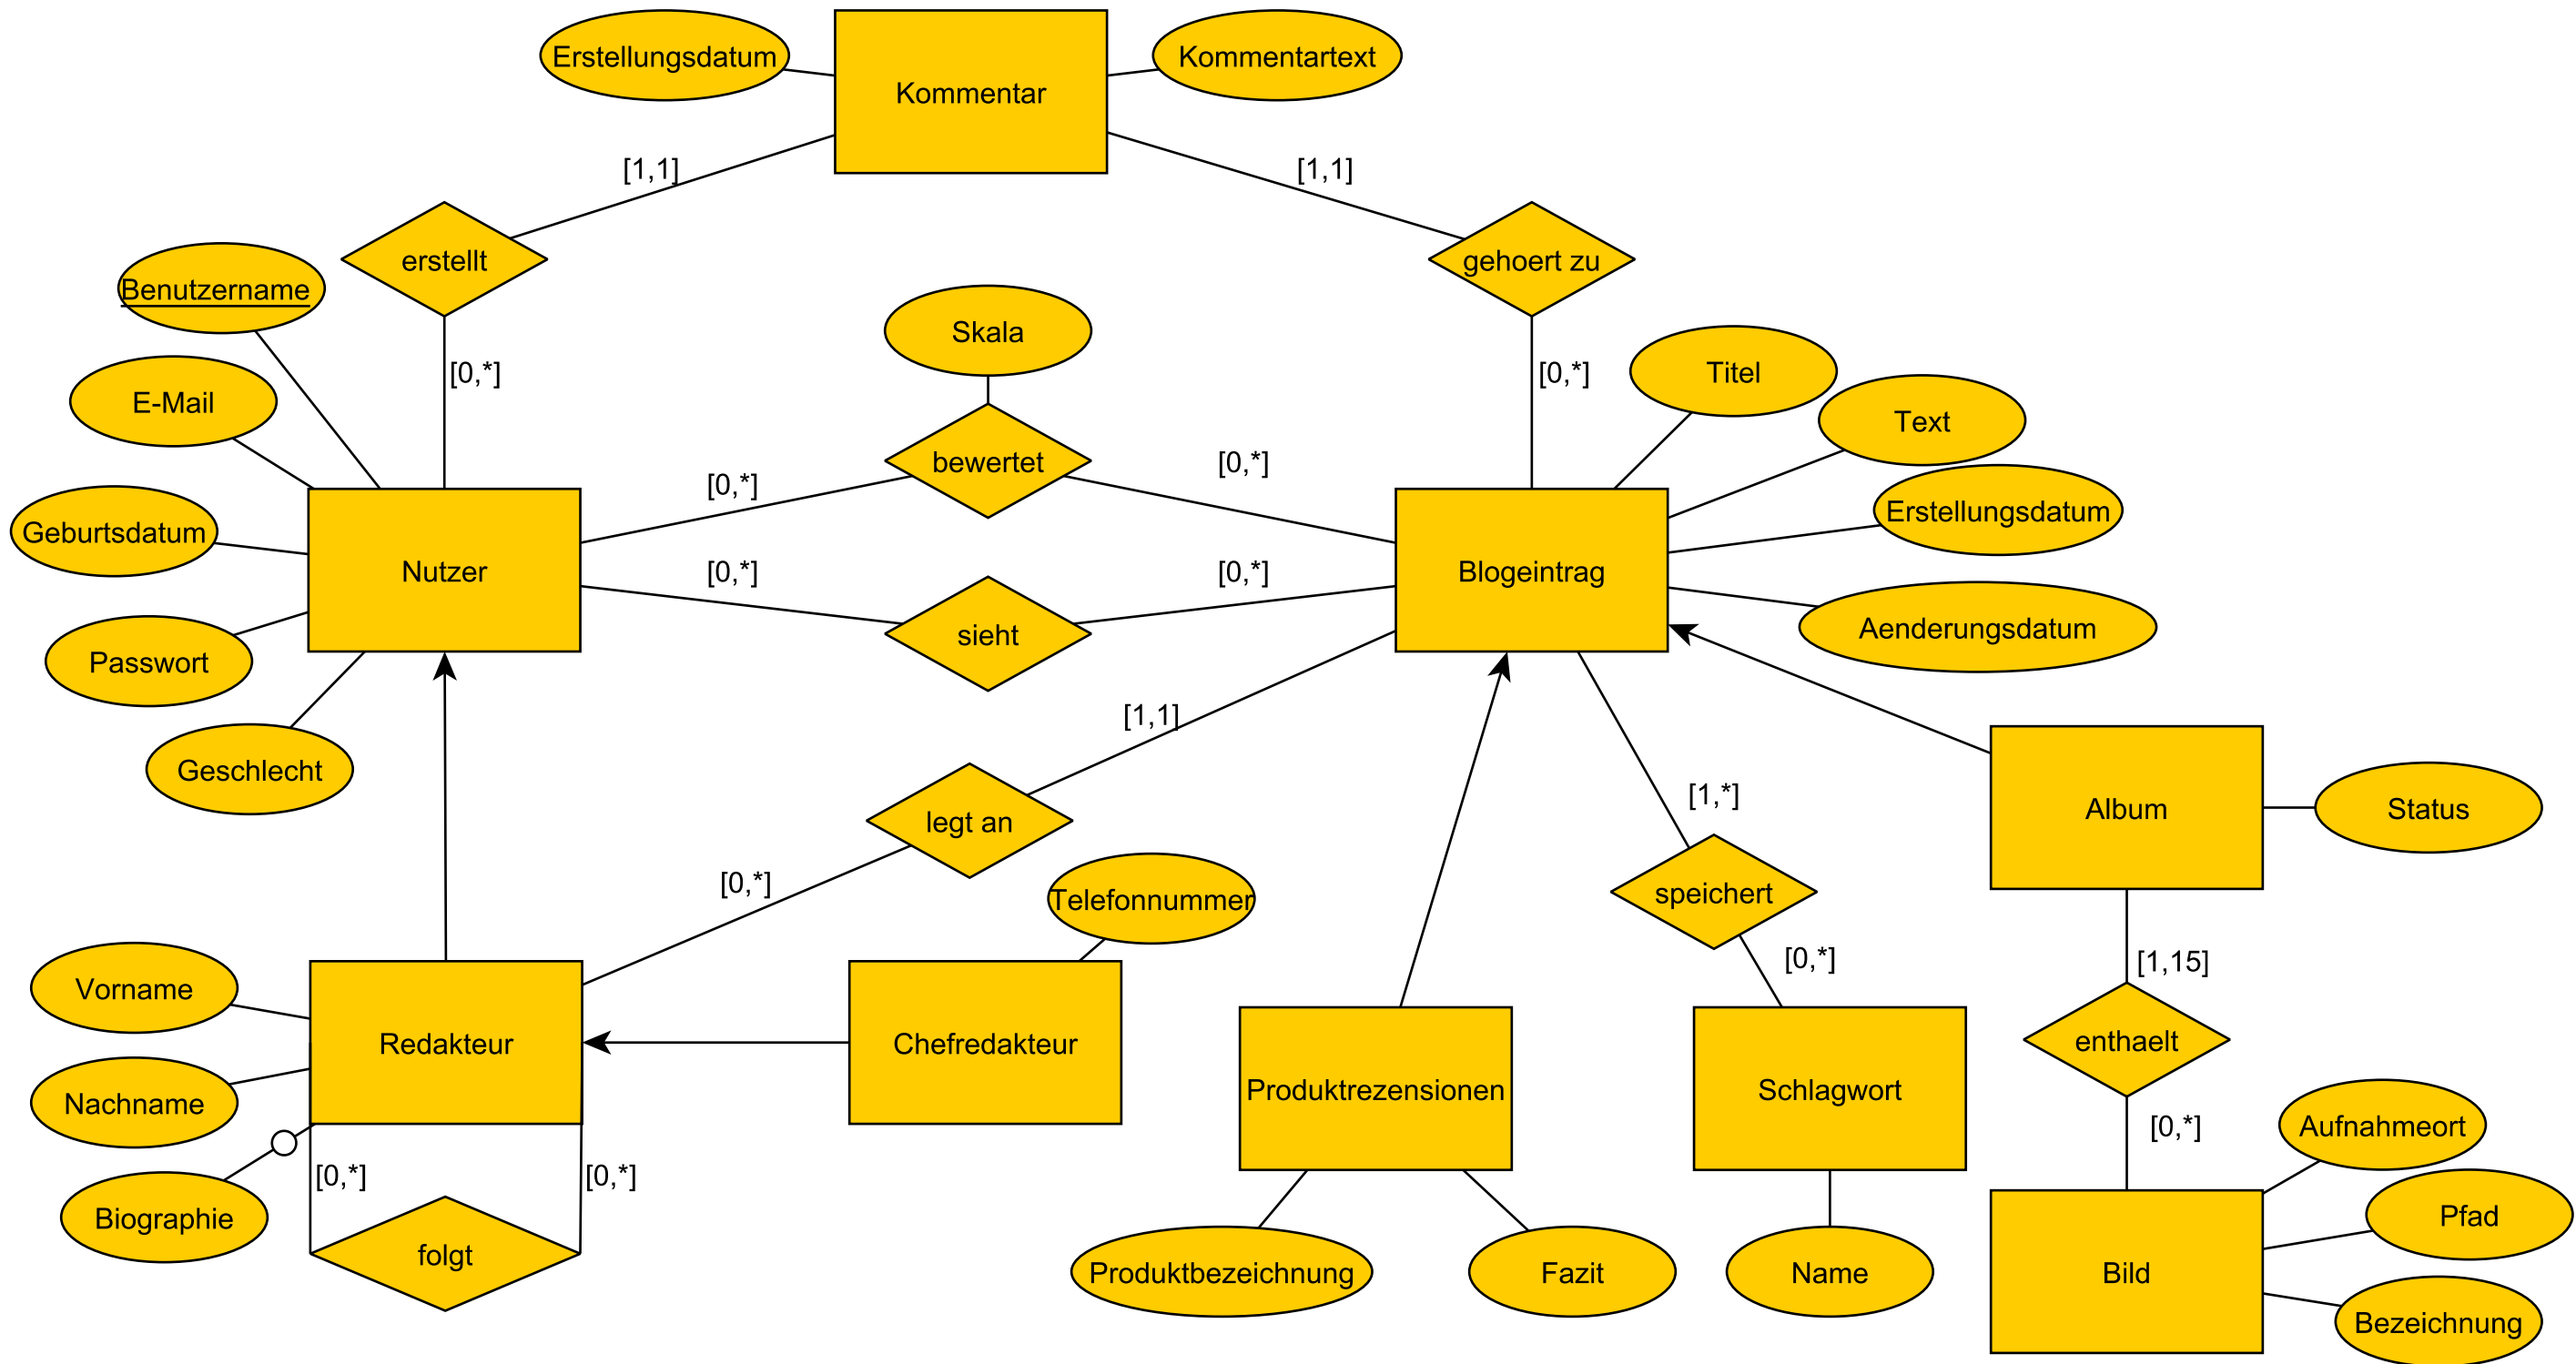 Erstellungsdatum
Kommentar
Kommentartext
[1,1]
[1,1]
erstellt
gehoert zu
Benutzername
Skala
[0,*]
[0,*]
Titel
E-Mail
Text
bewertet
[0,*]
[0,*]
Erstellungsdatum
Geburtsdatum
Nutzer
[0,*]
[0,*]
Blogeintrag
sieht
Aenderungsdatum
Passwort
[1,1]
Geschlecht
[1,*]
Album
Status
legt an
[0,*]
Telefonnummer
speichert
[0,*]
[1,15]
Vorname
Redakteur
Chefredakteur
enthaelt
Nachname
Produktrezensionen
Schlagwort
[0,*]
Aufnahmeort
[0,*]
[0,*]
Biographie
Pfad
folgt
Produktbezeichnung
Fazit
Name
Bild
Bezeichnung